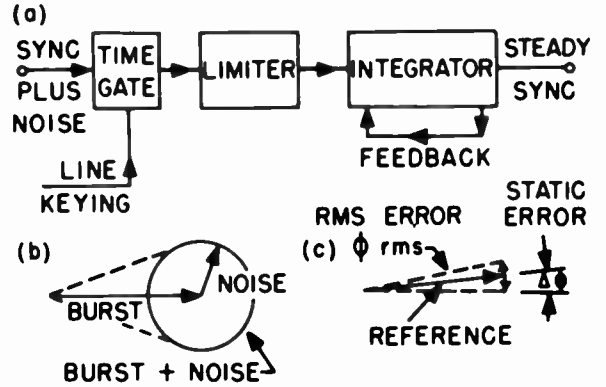 (a)
SYNC
PLUS
NOISE
TIME
GATE
LIMITER
INTEGRATOR
STEADY
SYNC
FEEDBACK
LINE
KEYING
(b)
BURST
NOISE
BURST + NOISE
(c)
RMS ERROR
ϕ rms
STATIC
ERROR
Δϕ
REFERENCE